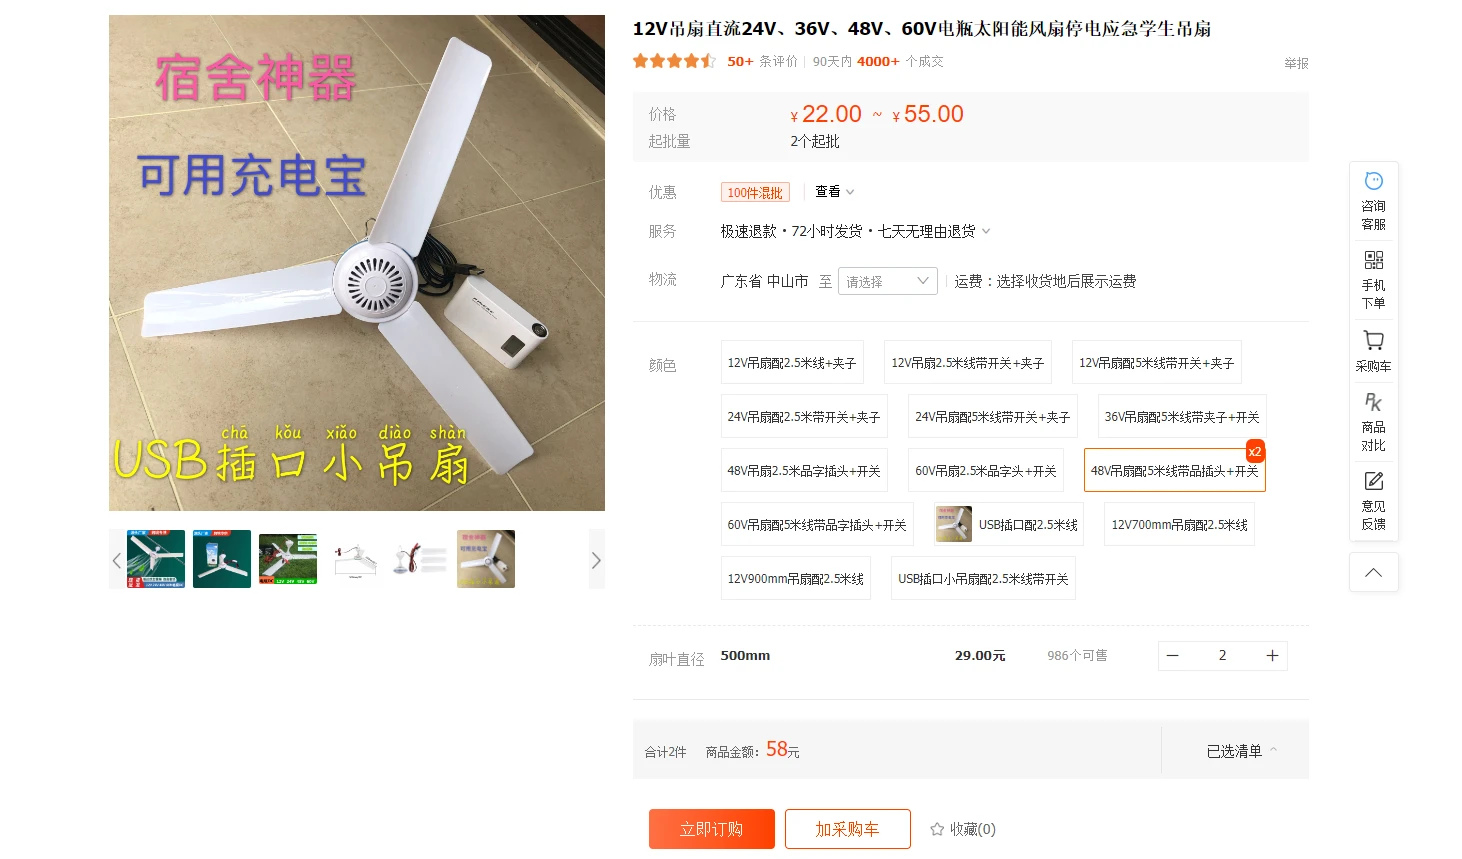 宿舍神器
可用充电宝
chā kǒu xiǎo diào shàn
USB插口小吊扇
12V吊扇直流24V、36V、48V、60V电瓶太阳能风扇停电应急学生吊扇
50+ 条评价 90天内 4000+ 个成交
举报
价格 ¥22.00 ~ ¥55.00
起批量 2个起批
优惠 100件混批 查看
服务 极速退款·72小时发货·七天无理由退货
物流 广东省 中山市 至 请选择 运费：选择收货地后展示运费
颜色
12V吊扇配2.5米线+夹子 12V吊扇2.5米线带开关+夹子 12V吊扇配5米线带开关+夹子
24V吊扇配2.5米带开关+夹子 24V吊扇配5米线带开关+夹子 36V吊扇配5米线带夹子+开关
48V吊扇2.5米品字插头+开关 60V吊扇2.5米品字头+开关 48V吊扇配5米线带品插头+开关 x2
60V吊扇配5米线带品字插头+开关 USB插口配2.5米线 12V700mm吊扇配2.5米线
12V900mm吊扇配2.5米线 USB插口小吊扇配2.5米线带开关
扇叶直径 500mm 29.00元 986个可售 — 2 +
合计2件 商品金额：58元 已选清单
立即订购 加采购车 收藏(0)
咨询
客服
手机
下单
采购车
PK
商品
对比
意见
反馈